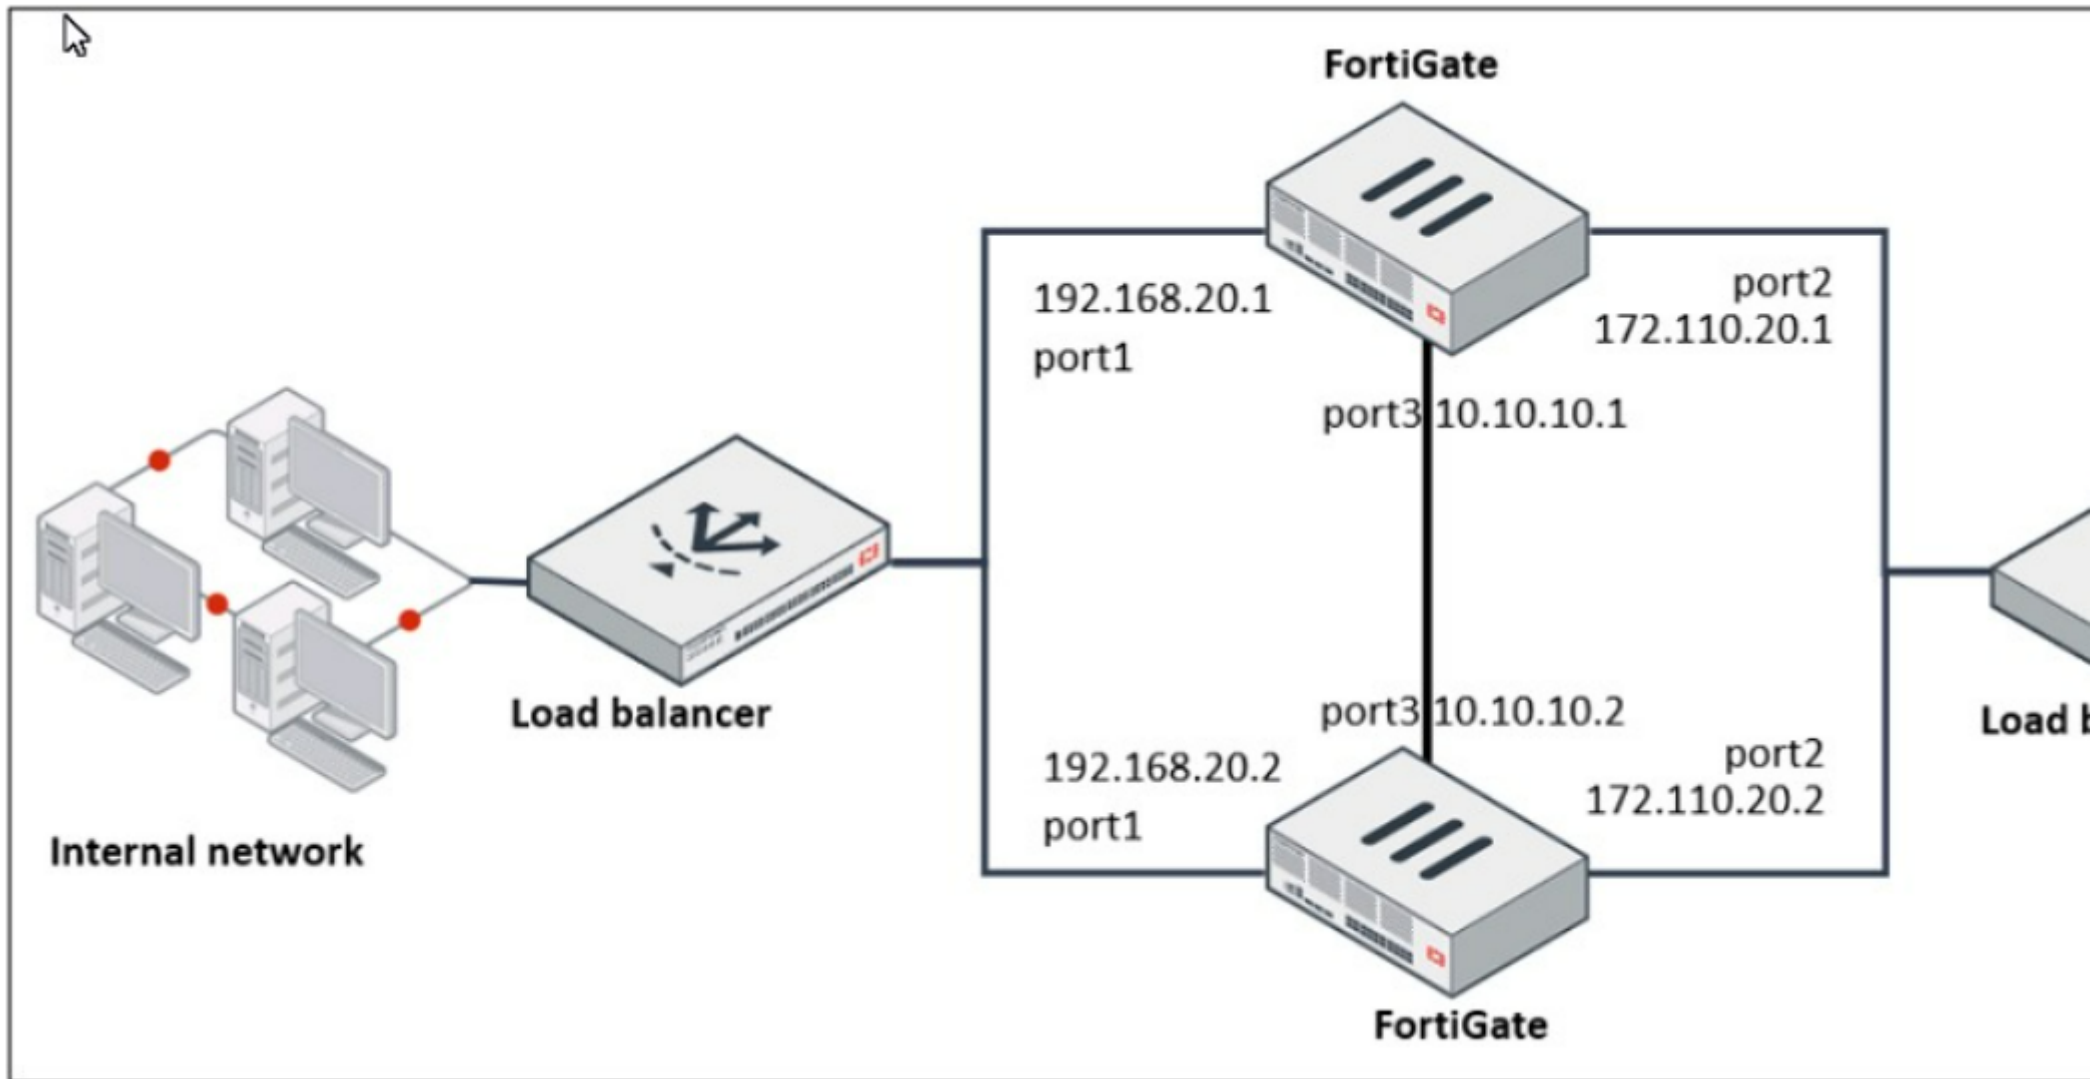 FortiGate
192.168.20.1
port1
port2
172.110.20.1
port3 10.10.10.1
Load balancer
Internal network
port3 10.10.10.2
192.168.20.2
port1
port2
172.110.20.2
Load b
FortiGate